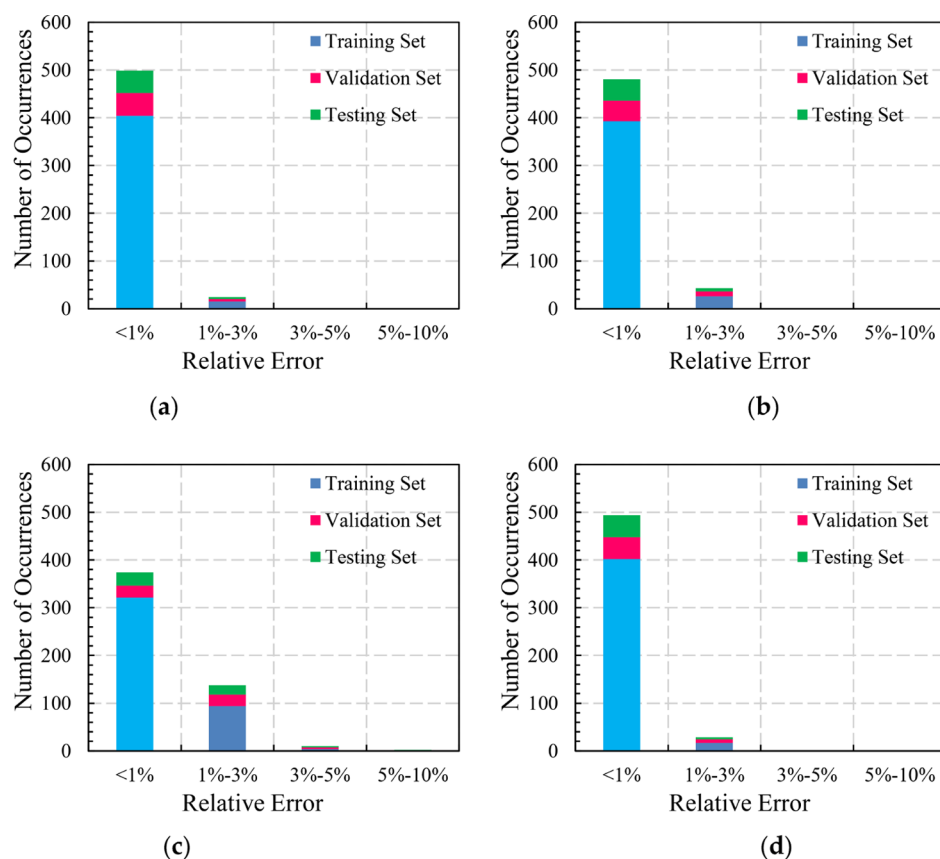 600
500
400
300
200
100
0
Number of Occurrences
Training Set
Validation Set
Testing Set
<1% 1%-3% 3%-5% 5%-10%
Relative Error
(a)
600
500
400
300
200
100
0
Number of Occurrences
Training Set
Validation Set
Testing Set
<1% 1%-3% 3%-5% 5%-10%
Relative Error
(b)
600
500
400
300
200
100
0
Number of Occurrences
Training Set
Validation Set
Testing Set
<1% 1%-3% 3%-5% 5%-10%
Relative Error
(c)
600
500
400
300
200
100
0
Number of Occurrences
Training Set
Validation Set
Testing Set
<1% 1%-3% 3%-5% 5%-10%
Relative Error
(d)